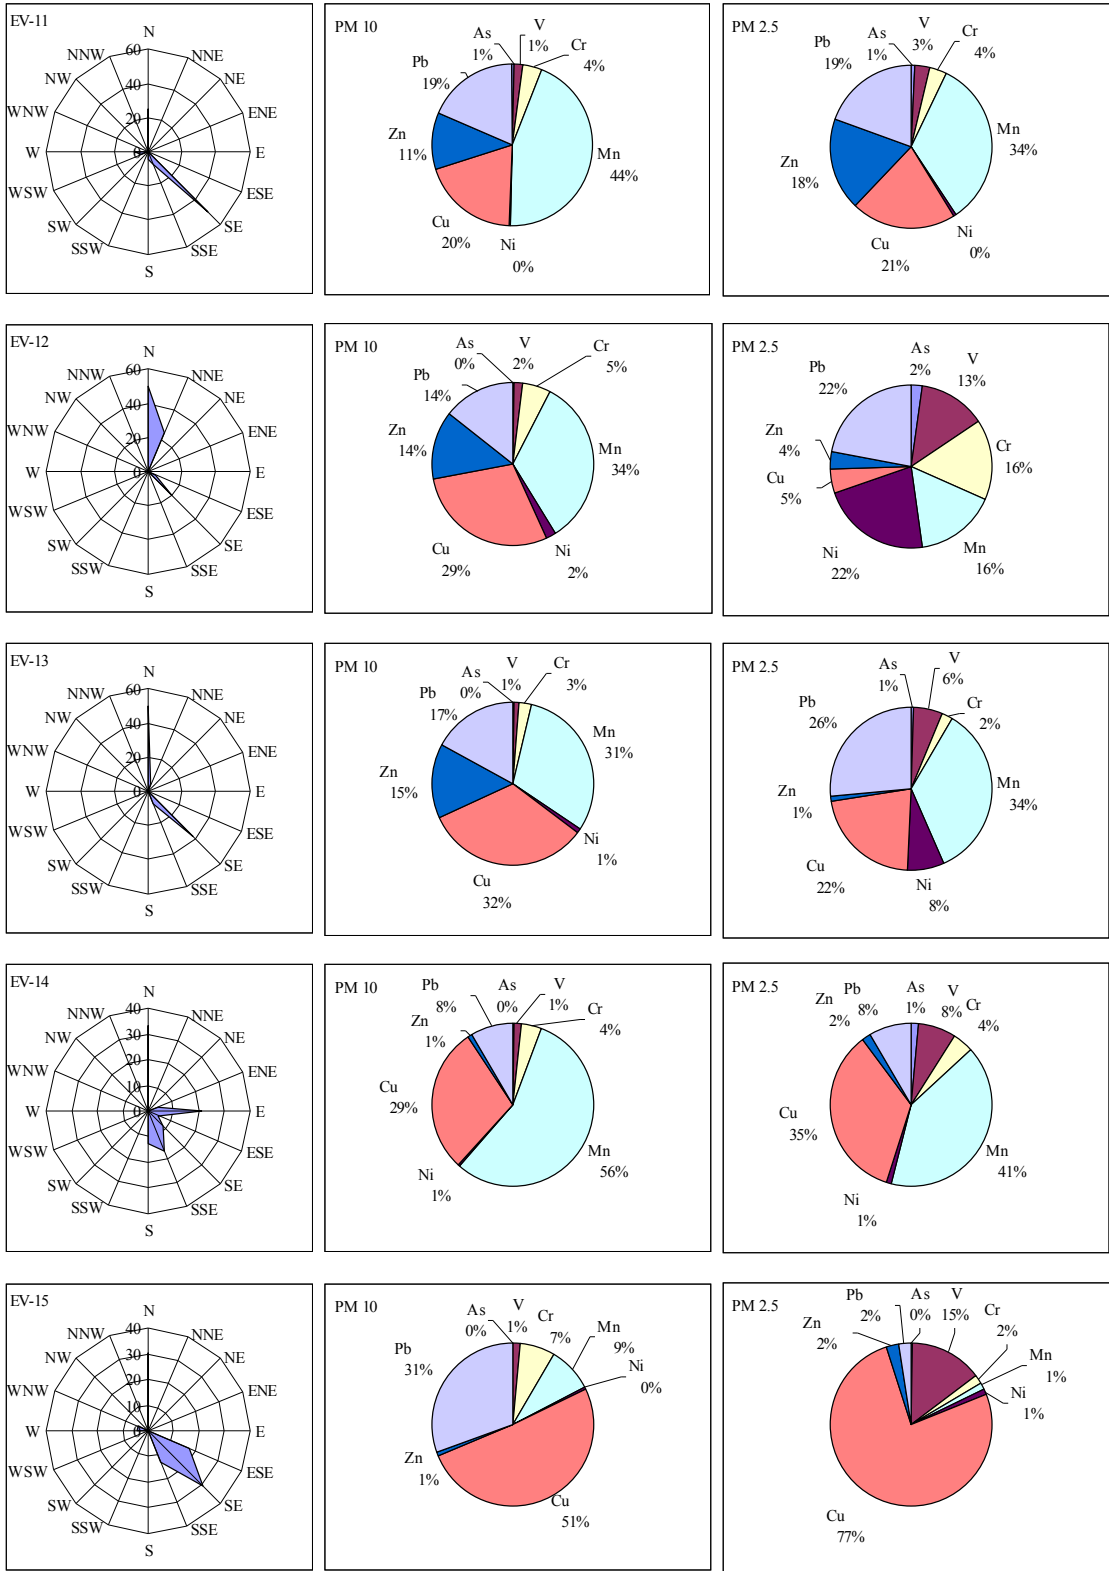 EV-11
N
NNE
NE
ENE
E
ESE
SE
SSE
S
SSW
SW
WSW
W
WNW
NW
NNW
60
40
20
0
PM 10
As
1%
V
1%
Cr
4%
Mn
44%
Ni
0%
Cu
20%
Zn
11%
Pb
19%
PM 2.5
As
1%
V
3%
Cr
4%
Mn
34%
Ni
0%
Cu
21%
Zn
18%
Pb
19%
EV-12
N
NNE
NE
ENE
E
ESE
SE
SSE
S
SSW
SW
WSW
W
WNW
NW
NNW
60
40
20
0
PM 10
As
0%
V
2%
Cr
5%
Mn
34%
Ni
2%
Cu
29%
Zn
14%
Pb
14%
PM 2.5
As
2%
V
13%
Cr
16%
Mn
16%
Ni
22%
Cu
5%
Zn
4%
Pb
22%
EV-13
N
NNE
NE
ENE
E
ESE
SE
SSE
S
SSW
SW
WSW
W
WNW
NW
NNW
60
40
20
0
PM 10
As
0%
V
1%
Cr
3%
Mn
31%
Ni
1%
Cu
32%
Zn
15%
Pb
17%
PM 2.5
As
1%
V
6%
Cr
2%
Mn
34%
Ni
8%
Cu
22%
Zn
1%
Pb
26%
EV-14
N
NNE
NE
ENE
E
ESE
SE
SSE
S
SSW
SW
WSW
W
WNW
NW
NNW
40
30
20
10
0
PM 10
As
0%
V
1%
Cr
4%
Mn
56%
Ni
1%
Cu
29%
Zn
1%
Pb
8%
PM 2.5
As
1%
V
8%
Cr
4%
Mn
41%
Ni
1%
Cu
35%
Zn
2%
Pb
8%
EV-15
N
NNE
NE
ENE
E
ESE
SE
SSE
S
SSW
SW
WSW
W
WNW
NW
NNW
40
30
20
10
0
PM 10
As
0%
V
1%
Cr
7%
Mn
9%
Ni
0%
Cu
51%
Zn
1%
Pb
31%
PM 2.5
As
0%
V
15%
Cr
2%
Mn
1%
Ni
1%
Cu
77%
Zn
2%
Pb
2%